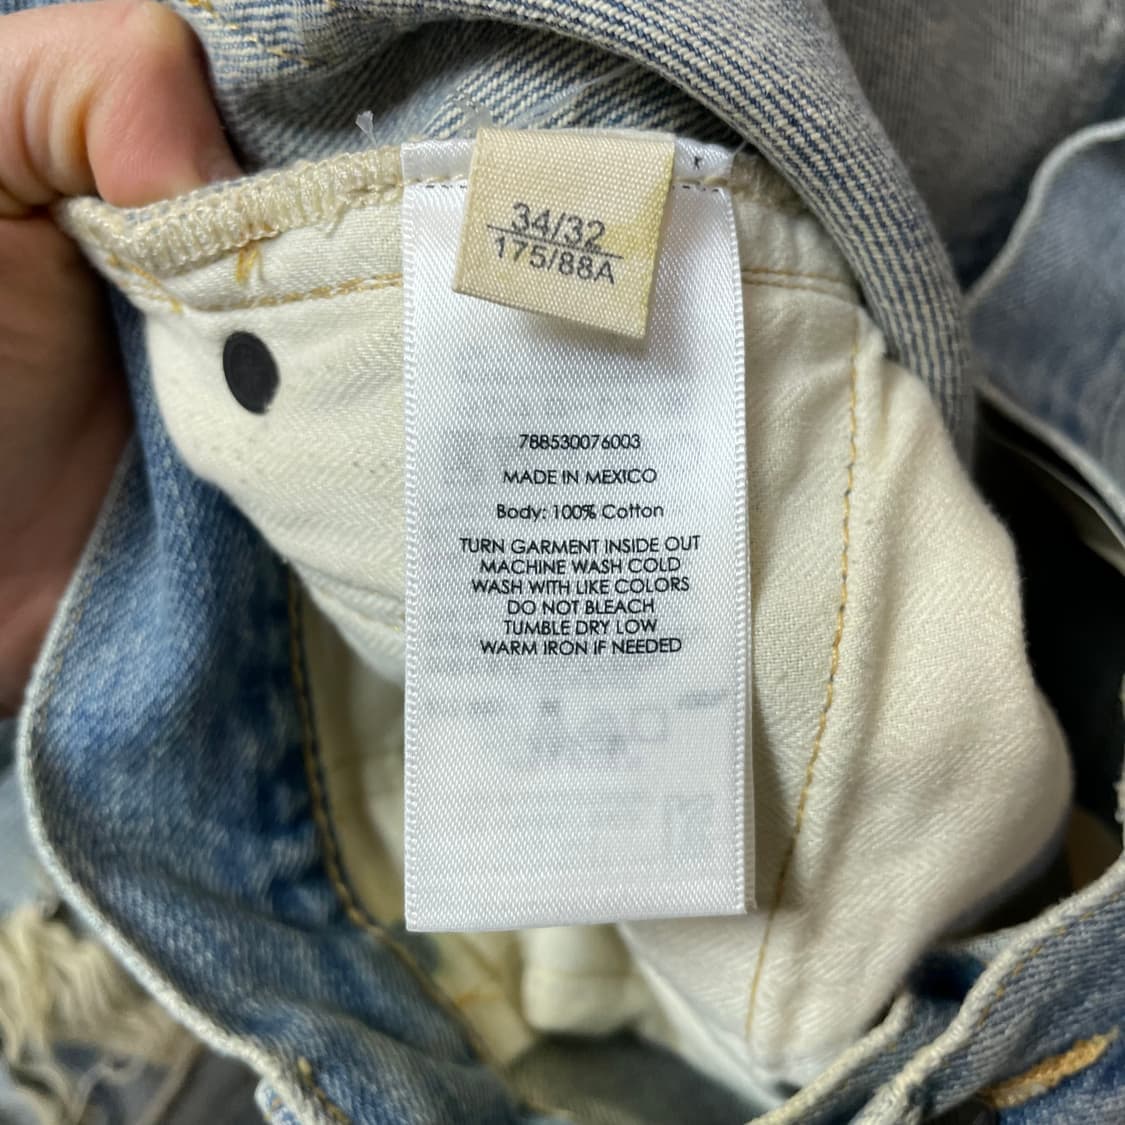 34/32
175/88A
788530076003
MADE IN MEXICO
Body: 100% Cotton
TURN GARMENT INSIDE OUT
MACHINE WASH COLD
WASH WITH LIKE COLORS
DO NOT BLEACH
TUMBLE DRY LOW
WARM IRON IF NEEDED